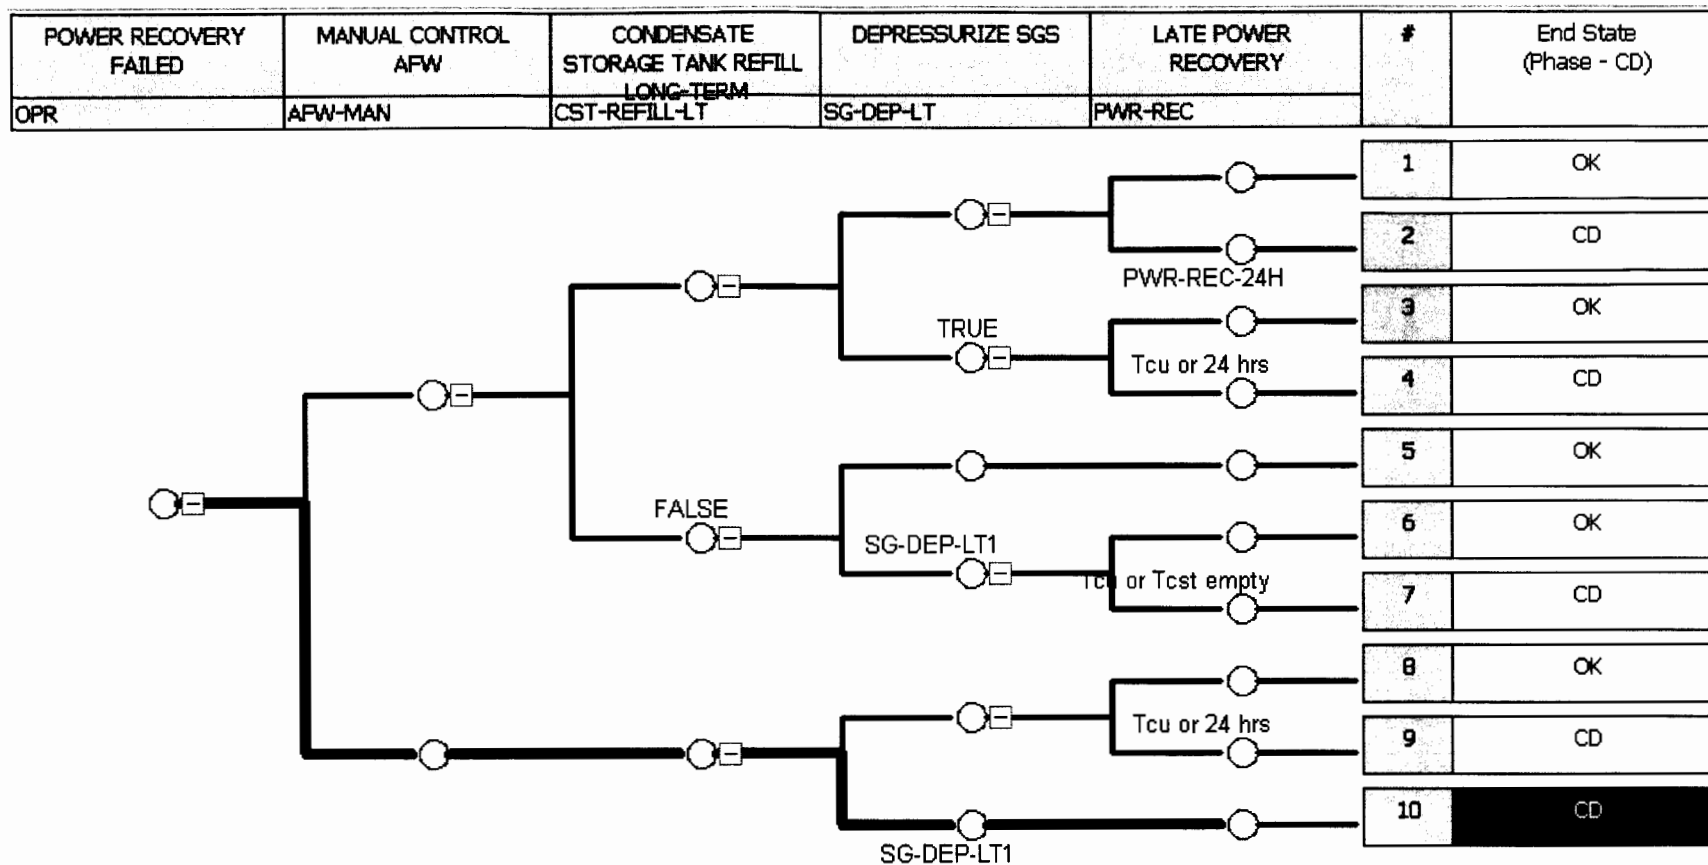 POWER RECOVERY
FAILED
MANUAL CONTROL
AFW
CONDENSATE
STORAGE TANK REFILL
LONG-TERM
DEPRESSURIZE SGS
LATE POWER
RECOVERY
#
End State
(Phase - CD)
OPR
AFW-MAN
CST-REFILL-LT
SG-DEP-LT
PWR-REC
1
OK
2
CD
PWR-REC-24H
3
OK
TRUE
Tcu or 24 hrs
4
CD
5
OK
FALSE
6
OK
SG-DEP-LT1
Tcu or Tcst empty
7
CD
8
OK
Tcu or 24 hrs
9
CD
10
CD
SG-DEP-LT1